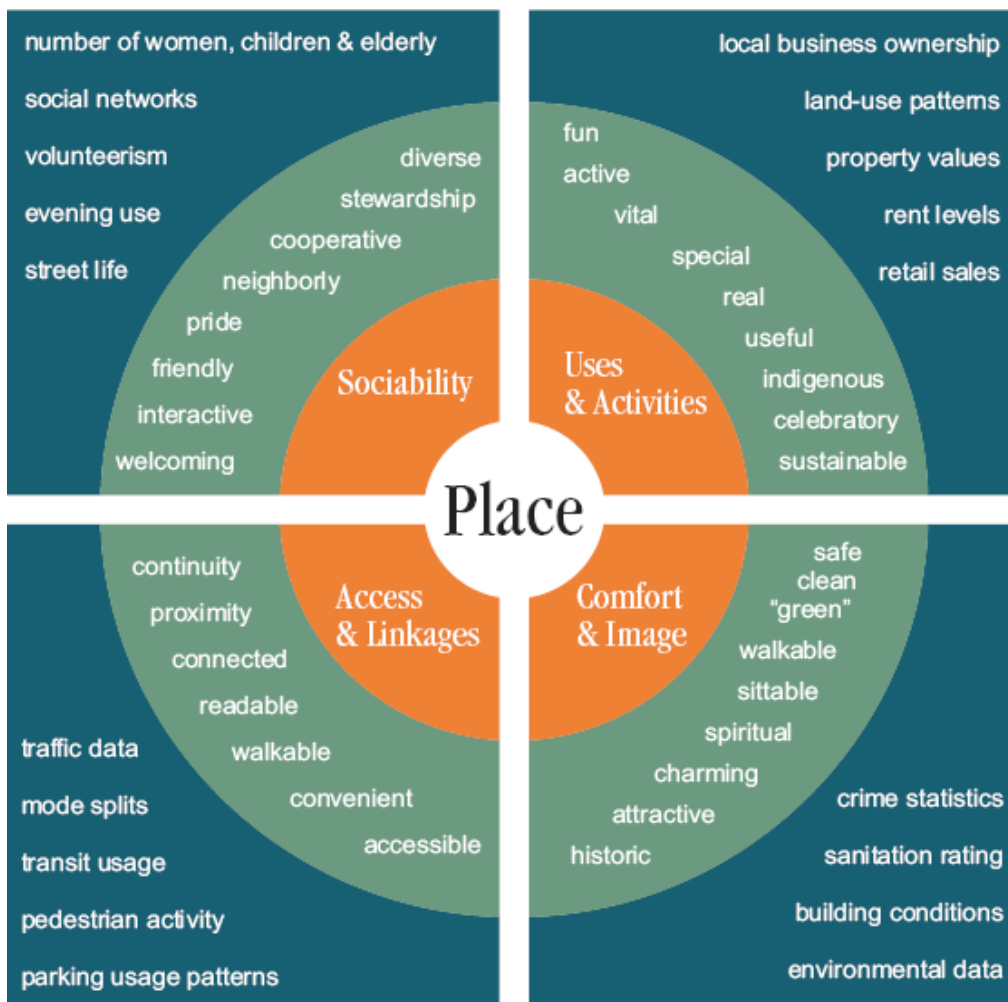 number of women, children & elderly
social networks
volunteerism
evening use
street life
diverse
stewardship
cooperative
neighborly
pride
friendly
interactive
welcoming
Sociability
local business ownership
land-use patterns
property values
rent levels
retail sales
fun
active
vital
special
real
useful
indigenous
celebratory
sustainable
Uses
& Activities
Place
continuity
proximity
connected
readable
walkable
convenient
accessible
Access
& Linkages
traffic data
mode splits
transit usage
pedestrian activity
parking usage patterns
Comfort
& Image
safe
clean
“green”
walkable
sittable
spiritual
charming
attractive
historic
crime statistics
sanitation rating
building conditions
environmental data